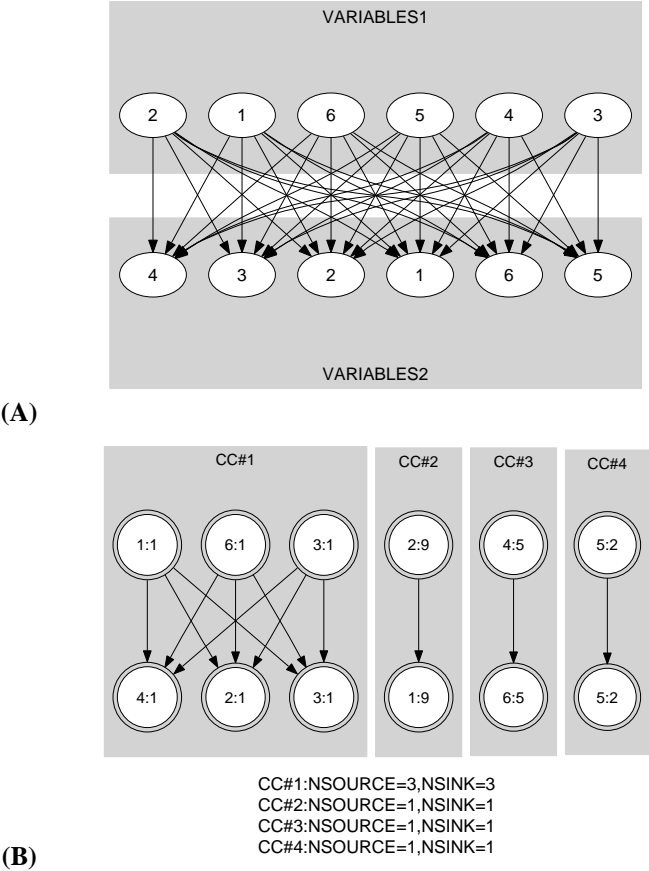 VARIABLES1
2 1 6 5 4 3
4 3 2 1 6 5
VARIABLES2
(A)
CC#1 CC#2 CC#3 CC#4
1:1 6:1 3:1 2:9 4:5 5:2
4:1 2:1 3:1 1:9 6:5 5:2
CC#1:NSOURCE=3,NSINK=3
CC#2:NSOURCE=1,NSINK=1
CC#3:NSOURCE=1,NSINK=1
CC#4:NSOURCE=1,NSINK=1
(B)